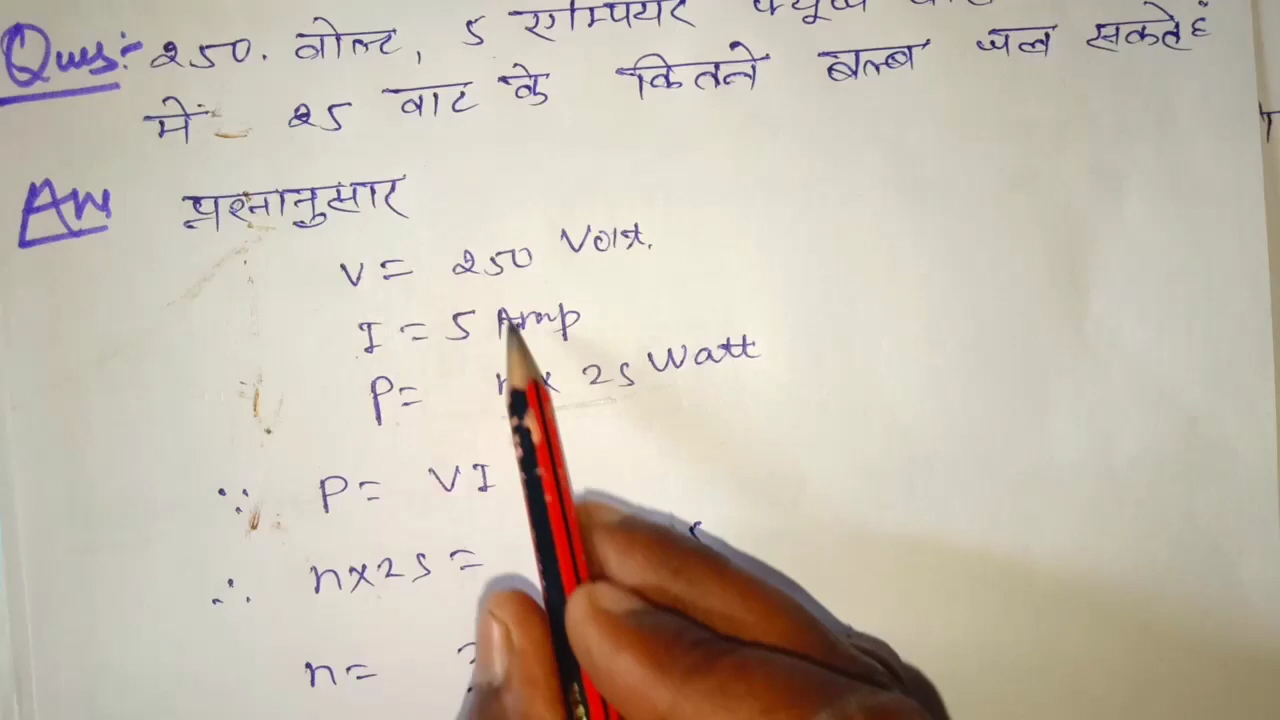 Ques:- 250. वोल्ट, 5 एम्पियर फ्यूज
में 25 वाट के कितने बल्ब जल सकते हैं
Ans प्रश्नानुसार
V = 250 Volt.
I = 5 Amp
P = n x 25 Watt
∵ P = VI
∴ n x 25 =
n =